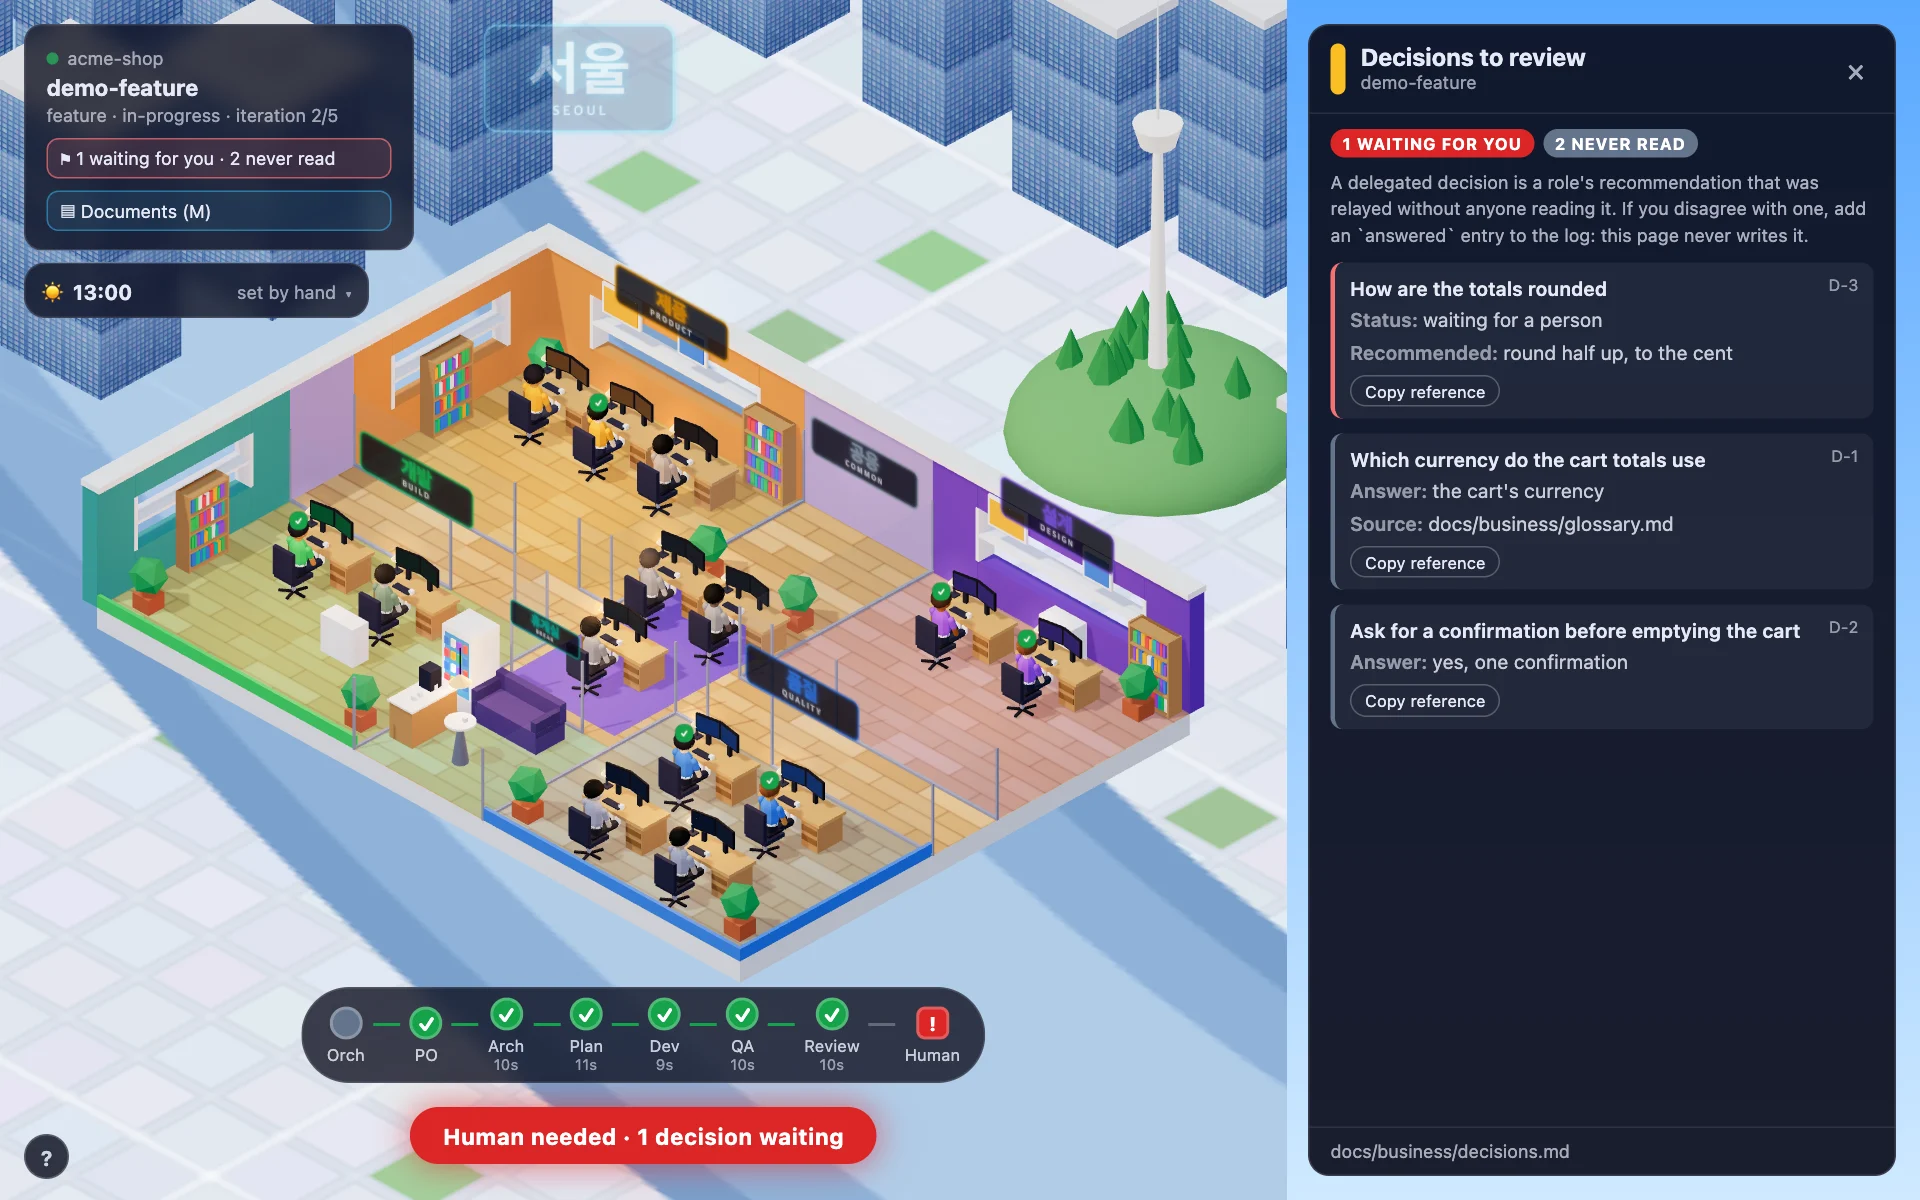 acme-shop
demo-feature
feature · in-progress · iteration 2/5
1 waiting for you · 2 never read
Documents (M)
13:00
set by hand
서울
SEOUL
제품
PRODUCT
개발
BUILD
공용
COMMON
설계
DESIGN
휴게실
BREAK
품질
QUALITY
Orch
PO
Arch
10s
Plan
11s
Dev
9s
QA
10s
Review
10s
!
Human
Human needed · 1 decision waiting
?
Decisions to review
demo-feature
1 WAITING FOR YOU
2 NEVER READ
A delegated decision is a role's recommendation that was
relayed without anyone reading it. If you disagree with one, add
an `answered` entry to the log: this page never writes it.
How are the totals rounded
D-3
Status: waiting for a person
Recommended: round half up, to the cent
Copy reference
Which currency do the cart totals use
D-1
Answer: the cart's currency
Source: docs/business/glossary.md
Copy reference
Ask for a confirmation before emptying the cart
D-2
Answer: yes, one confirmation
Copy reference
docs/business/decisions.md